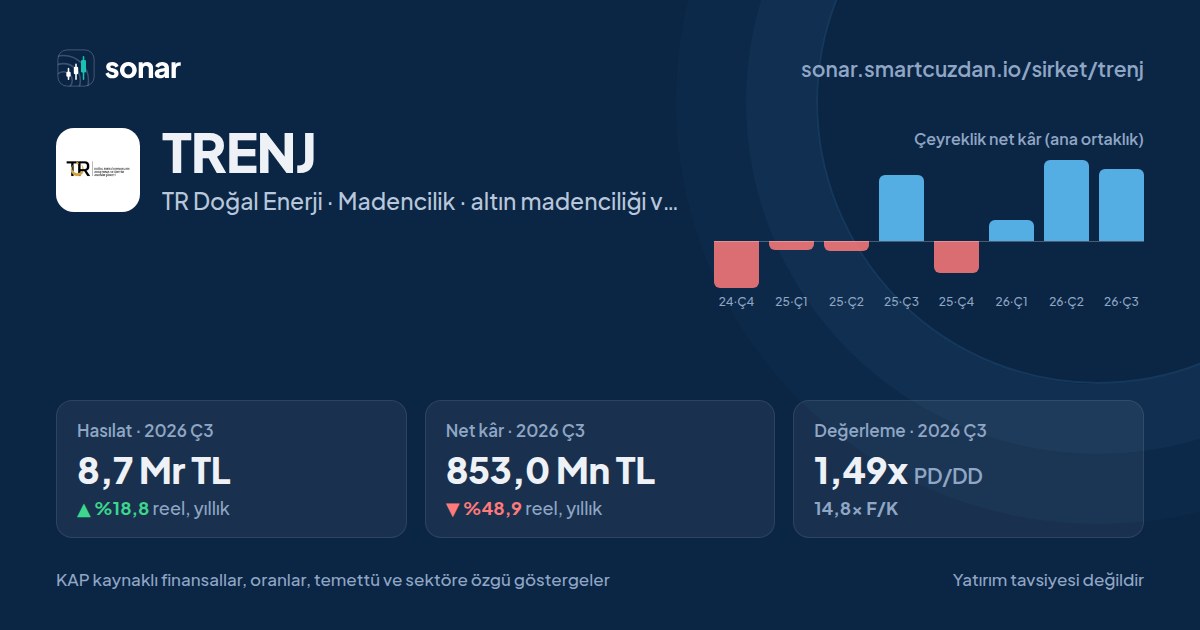 sonar
sonar.smartcuzdan.io/sirket/trenj
TR
TRENJ
TR Doğal Enerji · Madencilik · altın madenciliği v…
Çeyreklik net kâr (ana ortaklık)
24-Ç4 25-Ç1 25-Ç2 25-Ç3 25-Ç4 26-Ç1 26-Ç2 26-Ç3
Hasılat · 2026 Ç3
8,7 Mr TL
▲ %18,8 reel, yıllık
Net kâr · 2026 Ç3
853,0 Mn TL
▼ %48,9 reel, yıllık
Değerleme · 2026 Ç3
1,49x PD/DD
14,8× F/K
KAP kaynaklı finansallar, oranlar, temettü ve sektöre özgü göstergeler
Yatırım tavsiyesi değildir